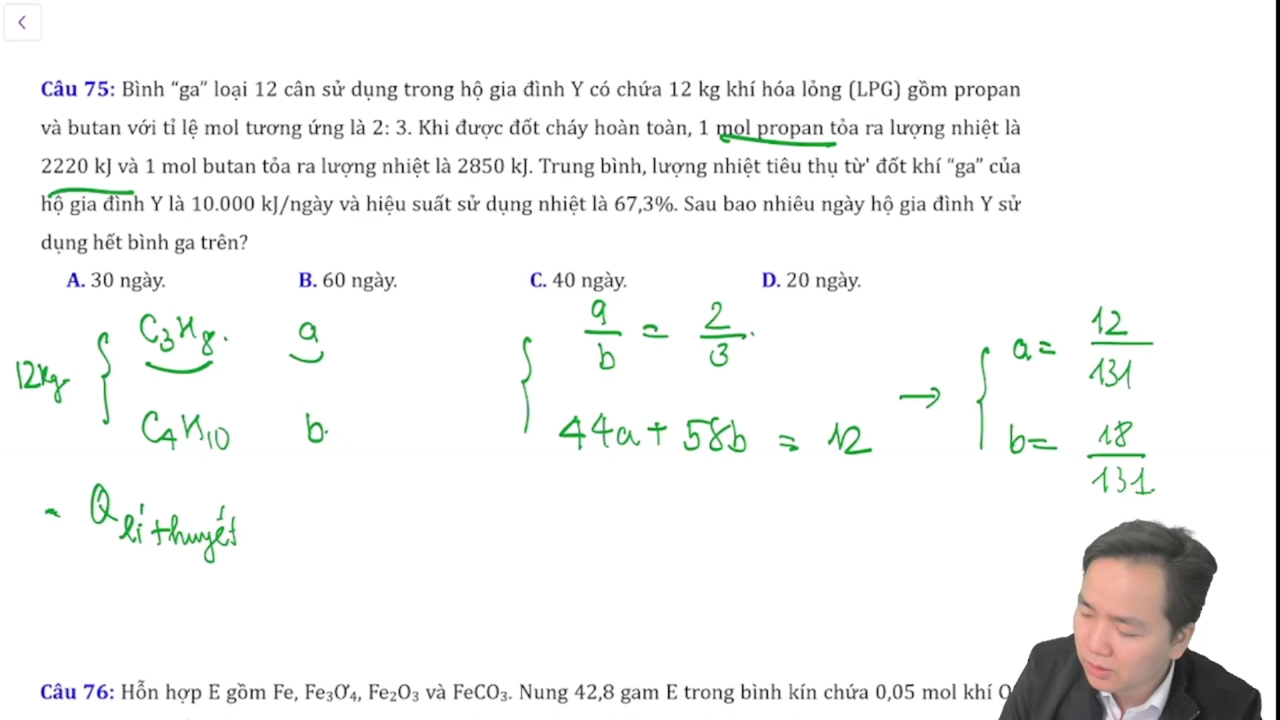 Câu 75: Bình “ga” loại 12 cân sử dụng trong hộ gia đình Y có chứa 12 kg khí hóa lỏng (LPG) gồm propan
và butan với tỉ lệ mol tương ứng là 2: 3. Khi được đốt cháy hoàn toàn, 1 mol propan tỏa ra lượng nhiệt là
2220 kJ và 1 mol butan tỏa ra lượng nhiệt là 2850 kJ. Trung bình, lượng nhiệt tiêu thụ từ' đốt khí “ga” của
hộ gia đình Y là 10.000 kJ/ngày và hiệu suất sử dụng nhiệt là 67,3%. Sau bao nhiêu ngày hộ gia đình Y sử
dụng hết bình ga trên?
A. 30 ngày. B. 60 ngày. C. 40 ngày. D. 20 ngày.
12kg { C₃H₈. a
C₄H₁₀ b.
{ a/b = 2/3.
44a + 58b = 12
→ { a = 12/131
b = 18/131
- Q lí thuyết
Câu 76: Hỗn hợp E gồm Fe, Fe₃O'₄, Fe₂O₃ và FeCO₃. Nung 42,8 gam E trong bình kín chứa 0,05 mol khí